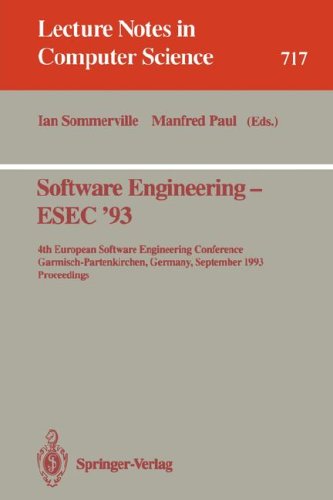 Lecture Notes in
Computer Science
717
Ian Sommerville Manfred Paul (Eds.)
Software Engineering –
ESEC '93
4th European Software Engineering Conference
Garmisch-Partenkirchen, Germany, September 1993
Proceedings
Springer-Verlag